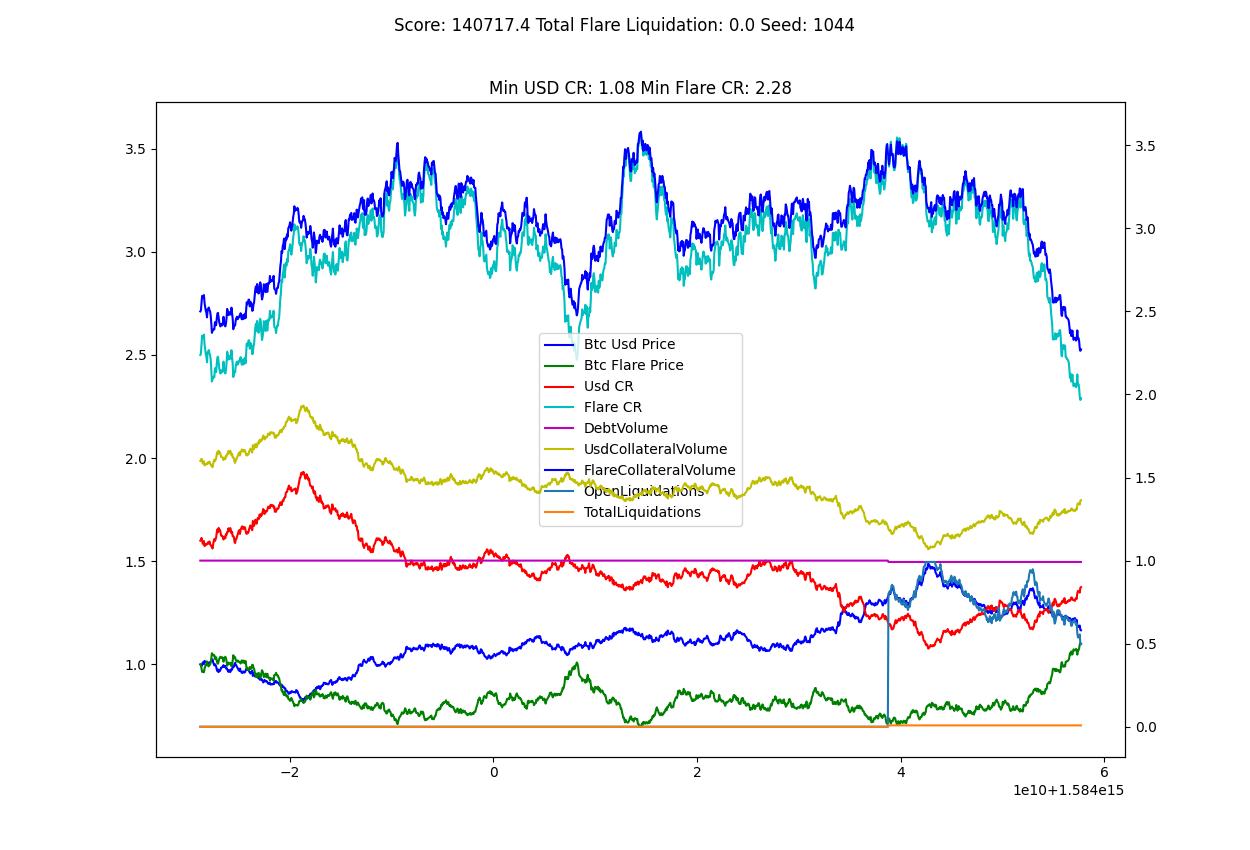 Score: 140717.4 Total Flare Liquidation: 0.0 Seed: 1044
Min USD CR: 1.08 Min Flare CR: 2.28
3.5
3.0
2.5
2.0
1.5
1.0
3.5
3.0
2.5
2.0
1.5
1.0
0.5
0.0
Btc Usd Price
Btc Flare Price
Usd CR
Flare CR
DebtVolume
UsdCollateralVolume
FlareCollateralVolume
OpenLiquidations
TotalLiquidations
−2
0
2
4
6
1e10+1.584e15